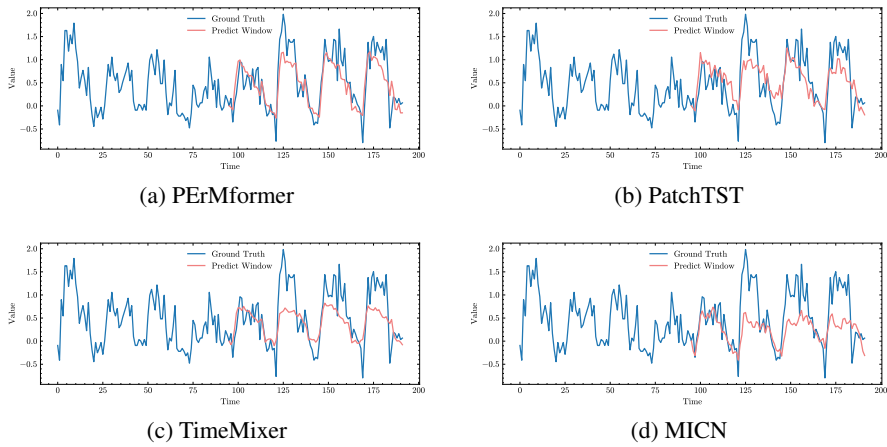 Ground Truth
Predict Window
2.0
1.5
1.0
0.5
0.0
−0.5
Value
0 25 50 75 100 125 150 175 200
Time
(a) PErMformer
Ground Truth
Predict Window
2.0
1.5
1.0
0.5
0.0
−0.5
Value
0 25 50 75 100 125 150 175 200
Time
(b) PatchTST
Ground Truth
Predict Window
2.0
1.5
1.0
0.5
0.0
−0.5
Value
0 25 50 75 100 125 150 175 200
Time
(c) TimeMixer
Ground Truth
Predict Window
2.0
1.5
1.0
0.5
0.0
−0.5
Value
0 25 50 75 100 125 150 175 200
Time
(d) MICN